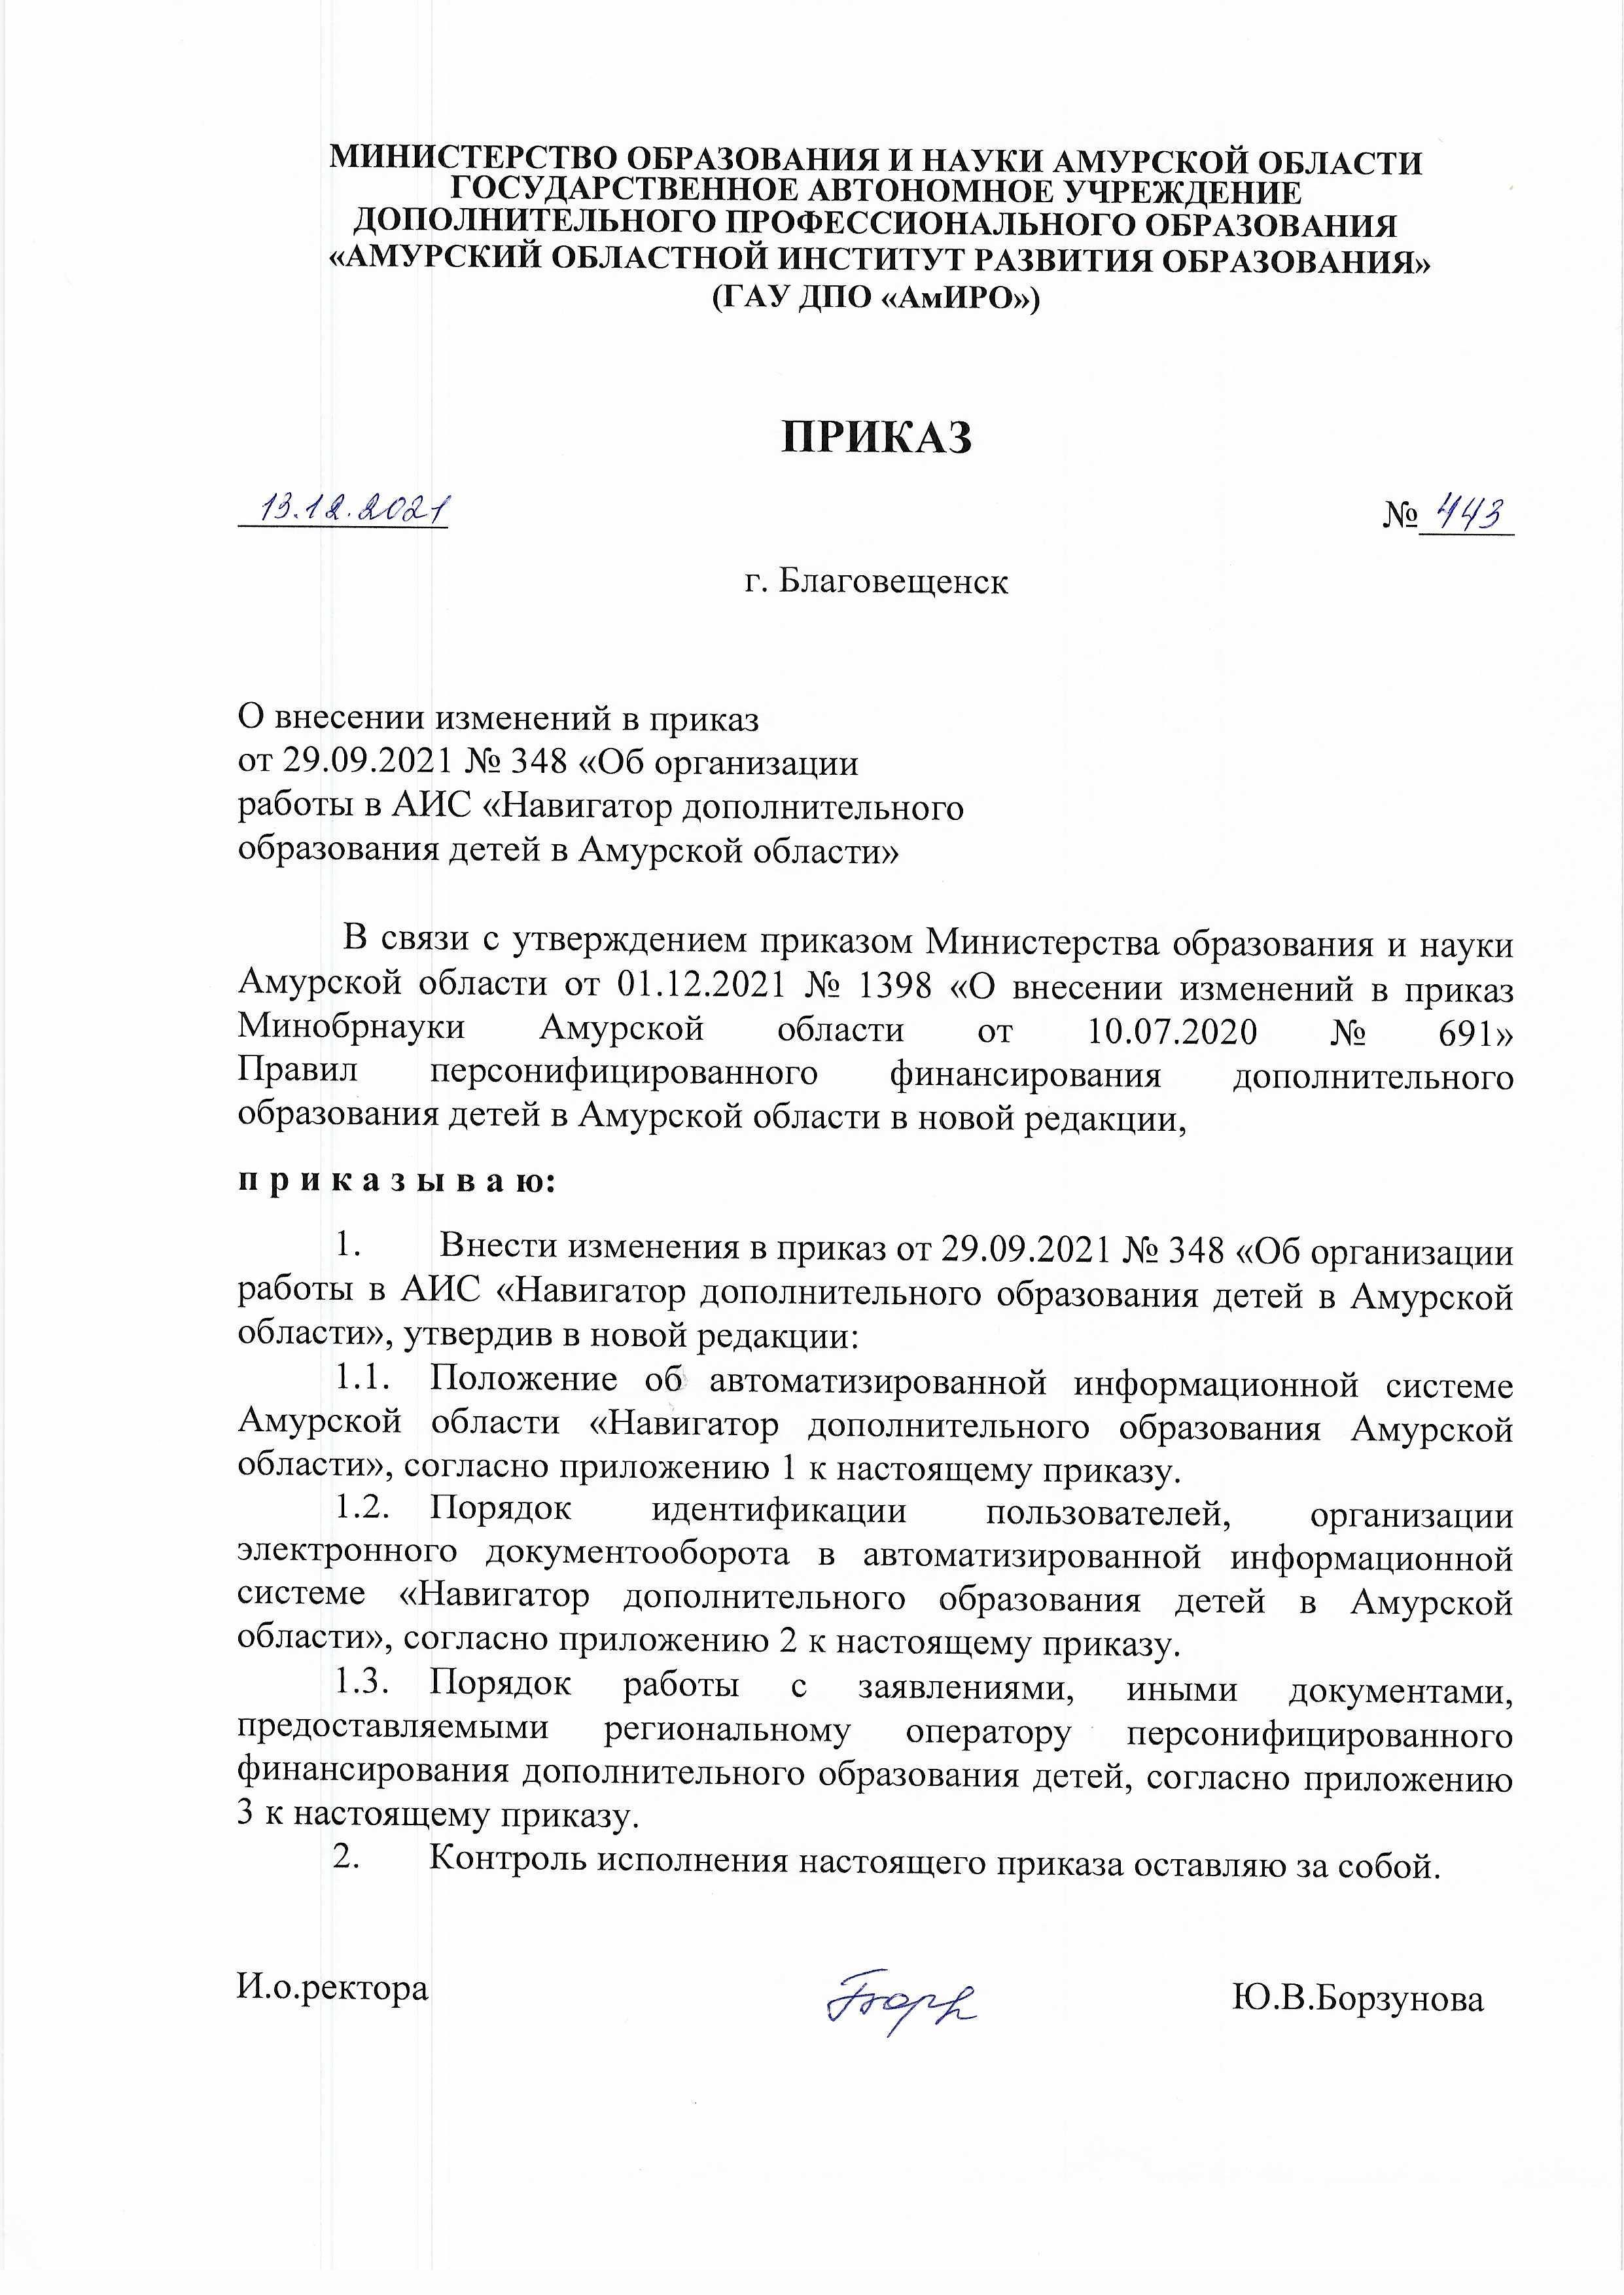 МИНИСТЕРСТВО ОБРАЗОВАНИЯ И НАУКИ АМУРСКОЙ ОБЛАСТИ
ГОСУДАРСТВЕННОЕ АВТОНОМНОЕ УЧРЕЖДЕНИЕ
ДОПОЛНИТЕЛЬНОГО ПРОФЕССИОНАЛЬНОГО ОБРАЗОВАНИЯ
«АМУРСКИЙ ОБЛАСТНОЙ ИНСТИТУТ РАЗВИТИЯ ОБРАЗОВАНИЯ»
(ГАУ ДПО «АмИРО»)
ПРИКАЗ
13.12.2021 № 443
г. Благовещенск
О внесении изменений в приказ
от 29.09.2021 № 348 «Об организации
работы в АИС «Навигатор дополнительного
образования детей в Амурской области»
В связи с утверждением приказом Министерства образования и науки
Амурской области от 01.12.2021 № 1398 «О внесении изменений в приказ
Минобрнауки Амурской области от 10.07.2020 № 691»
Правил персонифицированного финансирования дополнительного
образования детей в Амурской области в новой редакции,
п р и к а з ы в а ю:
1. Внести изменения в приказ от 29.09.2021 № 348 «Об организации
работы в АИС «Навигатор дополнительного образования детей в Амурской
области», утвердив в новой редакции:
1.1. Положение об автоматизированной информационной системе
Амурской области «Навигатор дополнительного образования Амурской
области», согласно приложению 1 к настоящему приказу.
1.2. Порядок идентификации пользователей, организации
электронного документооборота в автоматизированной информационной
системе «Навигатор дополнительного образования детей в Амурской
области», согласно приложению 2 к настоящему приказу.
1.3. Порядок работы с заявлениями, иными документами,
предоставляемыми региональному оператору персонифицированного
финансирования дополнительного образования детей, согласно приложению
3 к настоящему приказу.
2. Контроль исполнения настоящего приказа оставляю за собой.
И.о.ректора Ю.В.Борзунова